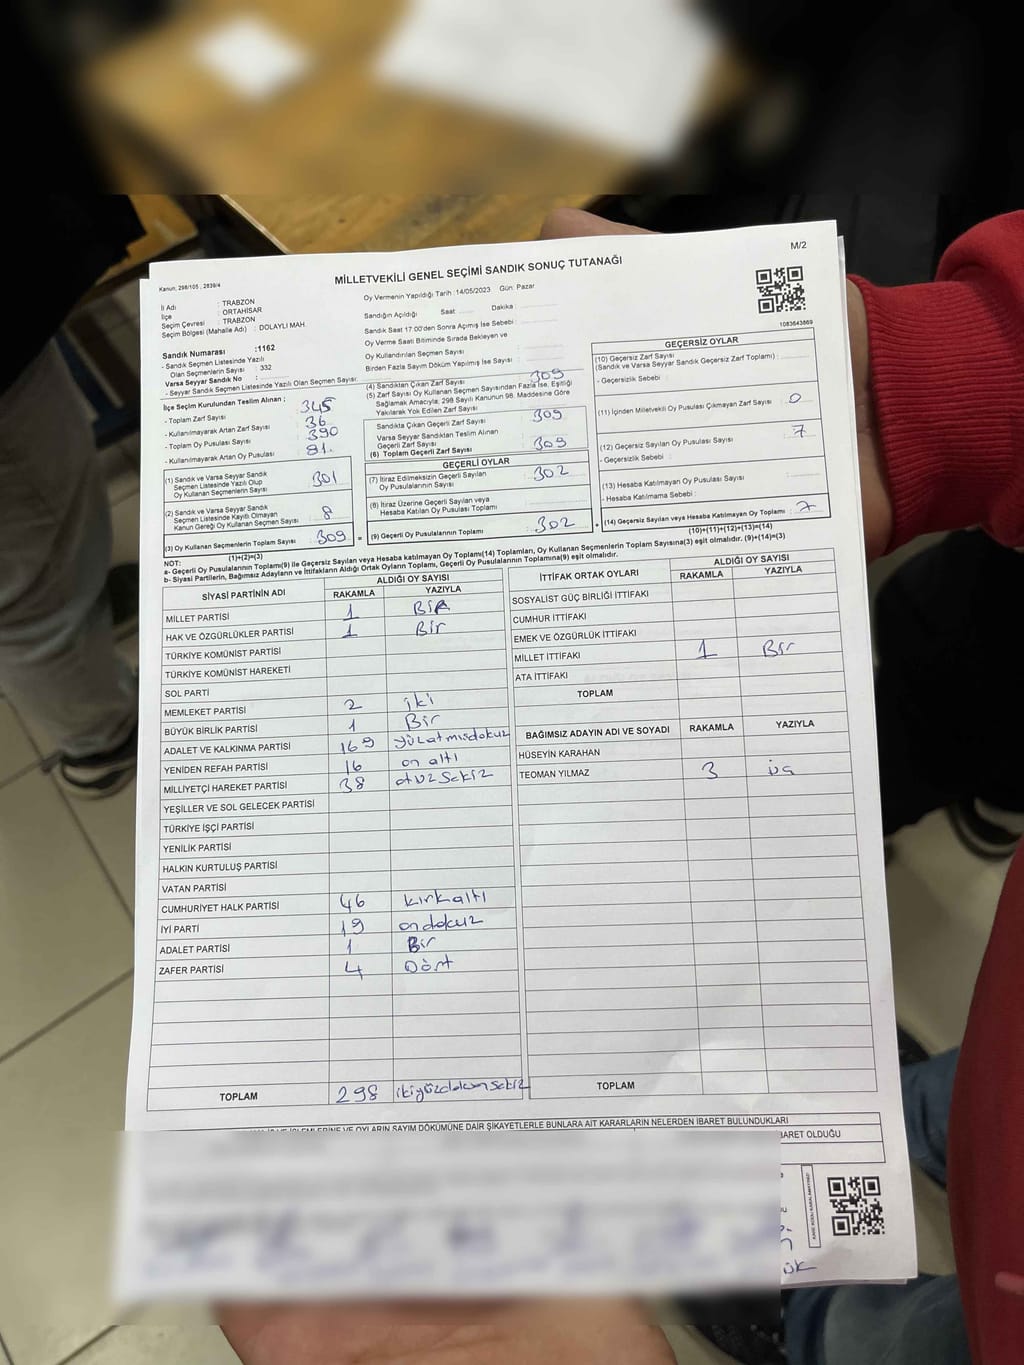 M/2
Kanun: 298/105 , 2839/4
MİLLETVEKİLİ GENEL SEÇİMİ SANDIK SONUÇ TUTANAĞI
İl Adı : TRABZON
İlçe : ORTAHİSAR
Seçim Çevresi : TRABZON
Seçim Bölgesi (Mahalle Adı) : DOLAYLI MAH
Sandık Numarası :1162
- Sandık Seçmen Listesinde Yazılı
Olan Seçmenlerin Sayısı : 332
Varsa Seyyar Sandık No :
- Seyyar Sandık Seçmen Listesinde Yazılı Olan Seçmen Sayısı:
İlçe Seçim Kurulundan Teslim Alınan :
- Toplam Zarf Sayısı : 345
- Kullanılmayarak Artan Zarf Sayısı : 36
- Toplam Oy Pusulası Sayısı : 390
- Kullanılmayarak Artan Oy Pusulası : 81
(1) Sandık ve Varsa Seyyar Sandık
Seçmen Listesinde Yazılı Olup
Oy Kullanan Seçmenlerin Sayısı : 301
(2) Sandık ve Varsa Seyyar Sandık
Seçmen Listesinde Kayıtlı Olmayan
Kanun Gereği Oy Kullanan Seçmen Sayısı : 8
(3) Oy Kullanan Seçmenlerin Toplam Sayısı : 309 =
(1)+(2)=(3)
Oy Vermenin Yapıldığı Tarih :14/05/2023 Gün: Pazar
Sandığın Açıldığı Saat Dakika :
Sandık Saat 17:00'den Sonra Açılmış İse Sebebi :
Oy Verme Saati Bitiminde Sırada Bekleyen ve
Oy Kullandırılan Seçmen Sayısı :
Birden Fazla Sayım Döküm Yapılmış İse Sayısı :
(4) Sandıktan Çıkan Zarf Sayısı : 309
(5) Zarf Sayısı Oy Kullanan Seçmen Sayısından Fazla İse, Eşitliği
Sağlamak Amacıyla, 298 Sayılı Kanunun 98. Maddesine Göre
Yakılarak Yok Edilen Zarf Sayısı :
Sandıkta Çıkan Geçerli Zarf Sayısı : 309
Varsa Seyyar Sandıktan Teslim Alınan
Geçerli Zarf Sayısı :
(6) Toplam Geçerli Zarf Sayısı : 309
GEÇERLİ OYLAR
(7) İtiraz Edilmeksizin Geçerli Sayılan
Oy Pusulalarının Sayısı : 302
(8) İtiraz Üzerine Geçerli Sayılan veya
Hesaba Katılan Oy Pusulası Toplamı :
(9) Geçerli Oy Pusulalarının Toplamı : 302 +
1083643869
GEÇERSİZ OYLAR
(10) Geçersiz Zarf Sayısı
(Sandık ve Varsa Seyyar Sandık Geçersiz Zarf Toplamı) :
- Geçersizlik Sebebi :
(11) İçinden Milletvekili Oy Pusulası Çıkmayan Zarf Sayısı : 0
(12) Geçersiz Sayılan Oy Pusulası Sayısı : 7
- Geçersizlik Sebebi :
(13) Hesaba Katılmayan Oy Pusulası Sayısı :
- Hesaba Katılmama Sebebi :
(14) Geçersiz Sayılan veya Hesaba Katılmayan Oy Toplamı : 7
(10)+(11)+(12)+(13)=(14)
NOT:
a- Geçerli Oy Pusulalarının Toplamı(9) ile Geçersiz Sayılan veya Hesaba katılmayan Oy Toplamı(14) Toplamları, Oy Kullanan Seçmenlerin Toplam Sayısına(3) eşit olmalıdır. (9)+(14)=(3)
b- Siyasi Partilerin, Bağımsız Adayların ve İttifakların Aldığı Ortak Oyların Toplamı, Geçerli Oy Pusulalarının Toplamına(9) eşit olmalıdır.
SİYASİ PARTİNİN ADI ALDIĞI OY SAYISI
RAKAMLA YAZIYLA
MİLLET PARTİSİ 1 BİR
HAK VE ÖZGÜRLÜKLER PARTİSİ 1 Bir
TÜRKİYE KOMÜNİST PARTİSİ
TÜRKİYE KOMÜNİST HAREKETİ
SOL PARTİ
MEMLEKET PARTİSİ 2 iki
BÜYÜK BİRLİK PARTİSİ 1 Bir
ADALET VE KALKINMA PARTİSİ 169 yüzatmışdokuz
YENİDEN REFAH PARTİSİ 16 on altı
MİLLİYETÇİ HAREKET PARTİSİ 38 otuz sekiz
YEŞİLLER VE SOL GELECEK PARTİSİ
TÜRKİYE İŞÇİ PARTİSİ
YENİLİK PARTİSİ
HALKIN KURTULUŞ PARTİSİ
VATAN PARTİSİ
CUMHURİYET HALK PARTİSİ 46 kırkaltı
İYİ PARTİ 19 ondokuz
ADALET PARTİSİ 1 Bir
ZAFER PARTİSİ 4 Dört
TOPLAM 298 ikiyüzdoksansekiz
İTTİFAK ORTAK OYLARI ALDIĞI OY SAYISI
RAKAMLA YAZIYLA
SOSYALİST GÜÇ BİRLİĞİ İTTİFAKI
CUMHUR İTTİFAKI
EMEK VE ÖZGÜRLÜK İTTİFAKI
MİLLET İTTİFAKI 1 Bir
ATA İTTİFAKI
TOPLAM
BAĞIMSIZ ADAYIN ADI VE SOYADI RAKAMLA YAZIYLA
HÜSEYİN KARAHAN
TEOMAN YILMAZ 3 üç
TOPLAM
İŞLEMLERİNE VE OYLARIN SAYIM DÖKÜMÜNE DAİR ŞİKAYETLERLE BUNLARA AİT KARARLARIN NELERDEN İBARET BULUNDUKLARI
BARET OLDUĞU